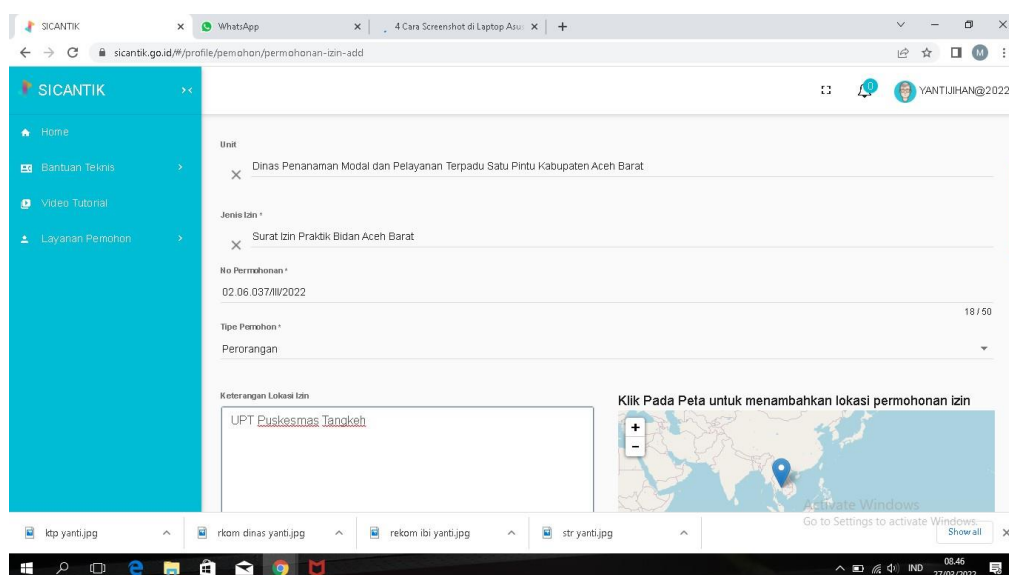 SICANTIK
WhatsApp
4 Cara Screenshot di Laptop Asus
sicantik.go.id/#/profile/pemohon/permohonan-izin-add
M
SICANTIK
0
YANTIJIHAN@2022
Home
Bantuan Teknis
Video Tutorial
Layanan Pemohon
Unit
Dinas Penanaman Modal dan Pelayanan Terpadu Satu Pintu Kabupaten Aceh Barat
Jenis Izin *
Surat Izin Praktik Bidan Aceh Barat
No Permohonan *
02.06.037/III/2022
18 / 50
Tipe Pemohon *
Perorangan
Keterangan Lokasi Izin
UPT Puskesmas Tangkeh
Klik Pada Peta untuk menambahkan lokasi permohonan izin
+
−
Activate Windows
Go to Settings to activate Windows.
ktp yanti.jpg
rkom dinas yanti.jpg
rekom ibi yanti.jpg
str yanti.jpg
Show all
IND
08.46
27/03/2022